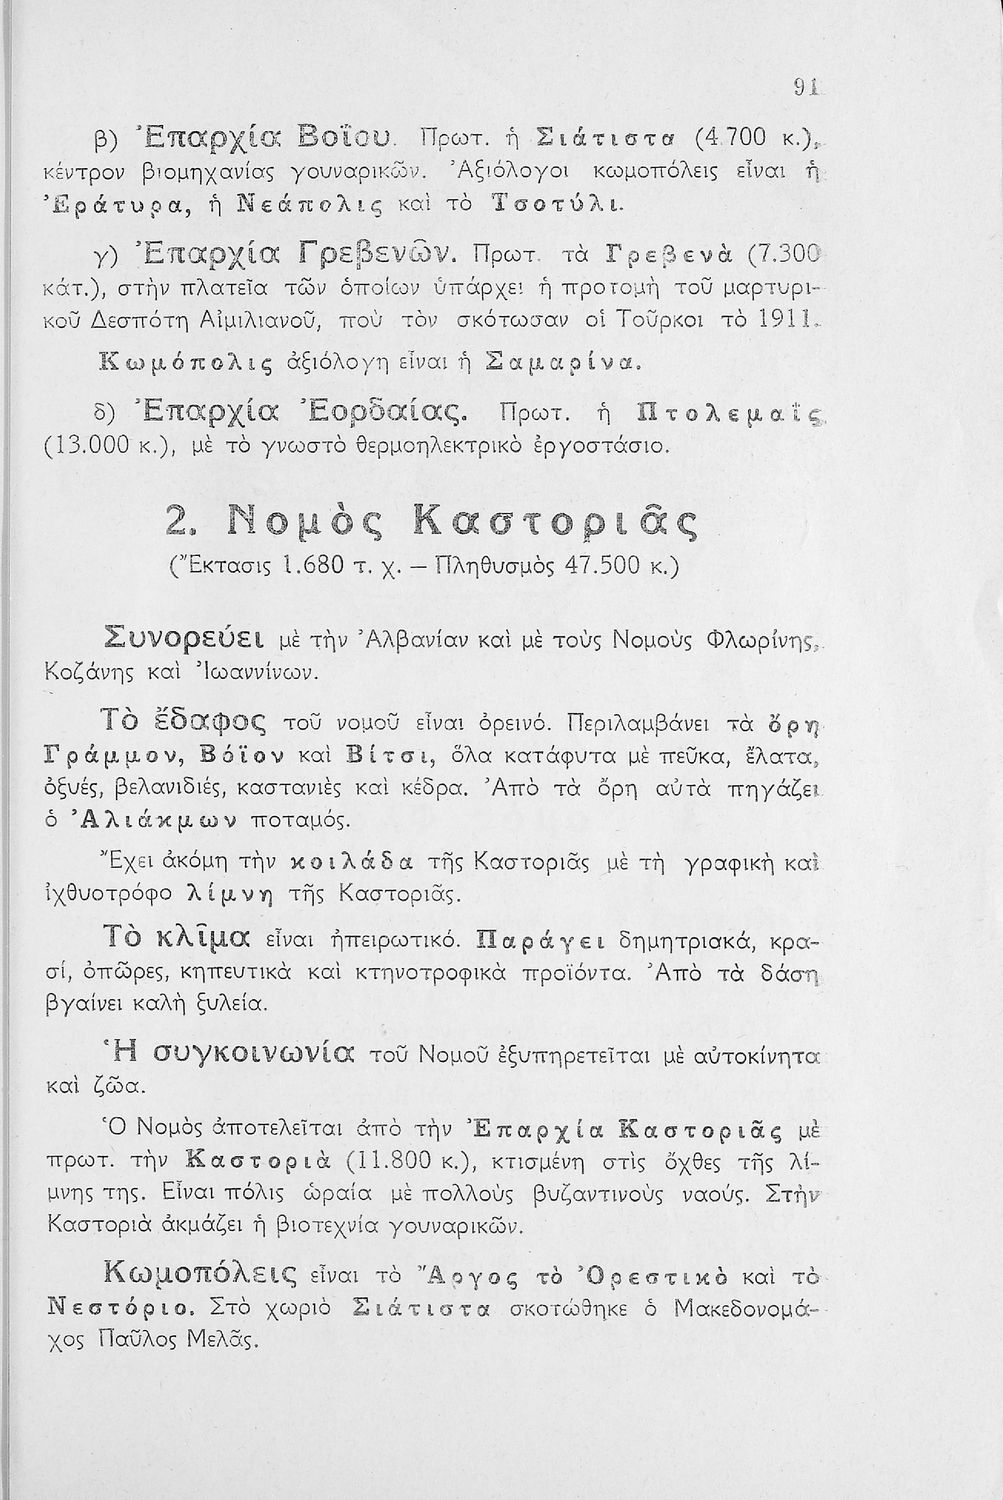 91
β) Ἐπαρχία Βοΐου. Πρωτ. ἡ Σιάτιστα (4.700 κ.),
κέντρον βιομηχανίας γουναρικῶν. Ἀξιόλογοι κωμοπόλεις εἶναι ἡ
Ἐράτυρα, ἡ Νεάπολις καὶ τὸ Τσοτύλι.
γ) Ἐπαρχία Γρεβενῶν. Πρωτ. τὰ Γρεβενὰ (7.300
κάτ.), στὴν πλατεῖα τῶν ὁποίων ὑπάρχει ἡ προτομὴ τοῦ μαρτυρι-
κοῦ Δεσπότη Αἰμιλιανοῦ, ποὺ τὸν σκότωσαν οἱ Τοῦρκοι τὸ 1911.
Κωμόπολις ἀξιόλογη εἶναι ἡ Σαμαρίνα.
δ) Ἐπαρχία Ἐορδαίας. Πρωτ. ἡ Πτολεμαΐς
(13.000 κ.), μὲ τὸ γνωστὸ θερμοηλεκτρικὸ ἐργοστάσιο.
2. Νομὸς Καστοριᾶς
(Ἔκτασις 1.680 τ. χ. – Πληθυσμὸς 47.500 κ.)
Συνορεύει μὲ τὴν Ἀλβανίαν καὶ μὲ τοὺς Νομοὺς Φλωρίνης,
Κοζάνης καὶ Ἰωαννίνων.
Τὸ ἔδαφος τοῦ νομοῦ εἶναι ὀρεινό. Περιλαμβάνει τὰ ὄρη
Γράμμον, Βόϊον καὶ Βίτσι, ὅλα κατάφυτα μὲ πεῦκα, ἔλατα,
ὀξυές, βελανιδιές, καστανιὲς καὶ κέδρα. Ἀπὸ τὰ ὄρη αὐτὰ πηγάζει
ὁ Ἀλιάκμων ποταμός.
Ἔχει ἀκόμη τὴν κοιλάδα τῆς Καστοριᾶς μὲ τὴ γραφικὴ καὶ
ἰχθυοτρόφο λίμνη τῆς Καστοριᾶς.
Τὸ κλῖμα εἶναι ἠπειρωτικό. Παράγει δημητριακά, κρα-
σί, ὀπῶρες, κηπευτικὰ καὶ κτηνοτροφικὰ προϊόντα. Ἀπὸ τὰ δάση
βγαίνει καλὴ ξυλεία.
Ἡ συγκοινωνία τοῦ Νομοῦ ἐξυπηρετεῖται μὲ αὐτοκίνητα
καὶ ζῶα.
Ὁ Νομὸς ἀποτελεῖται ἀπὸ τὴν Ἐπαρχία Καστοριᾶς μὲ
πρωτ. τὴν Καστοριὰ (11.800 κ.), κτισμένη στὶς ὄχθες τῆς λί-
μνης της. Εἶναι πόλις ὡραία μὲ πολλοὺς βυζαντινοὺς ναούς. Στὴν
Καστοριὰ ἀκμάζει ἡ βιοτεχνία γουναρικῶν.
Κωμοπόλεις εἶναι τὸ Ἄργος τὸ Ὀρεστικὸ καὶ τὸ
Νεστόριο. Στὸ χωριὸ Σιάτιστα σκοτώθηκε ὁ Μακεδονομά-
χος Παῦλος Μελᾶς.